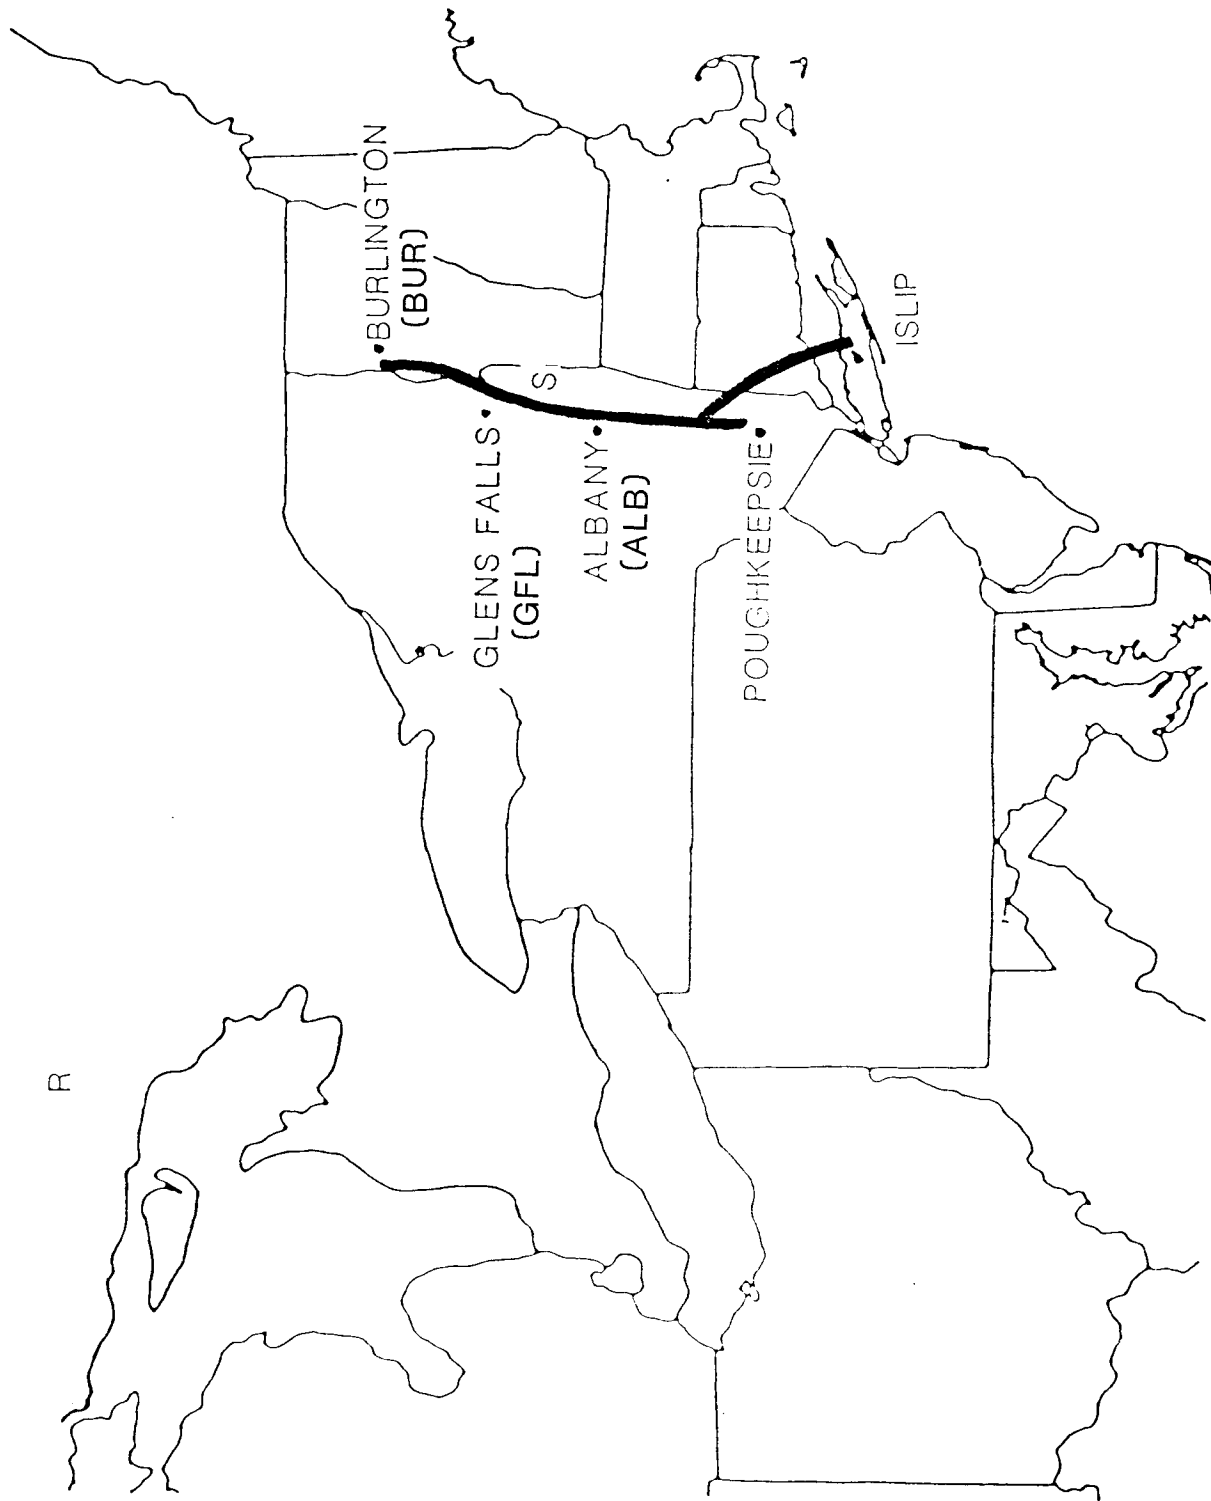 R
BURLINGTON
(BUR)
S
GLENS FALLS
(GFL)
ALBANY
(ALB)
POUGHKEEPSIE
ISLIP